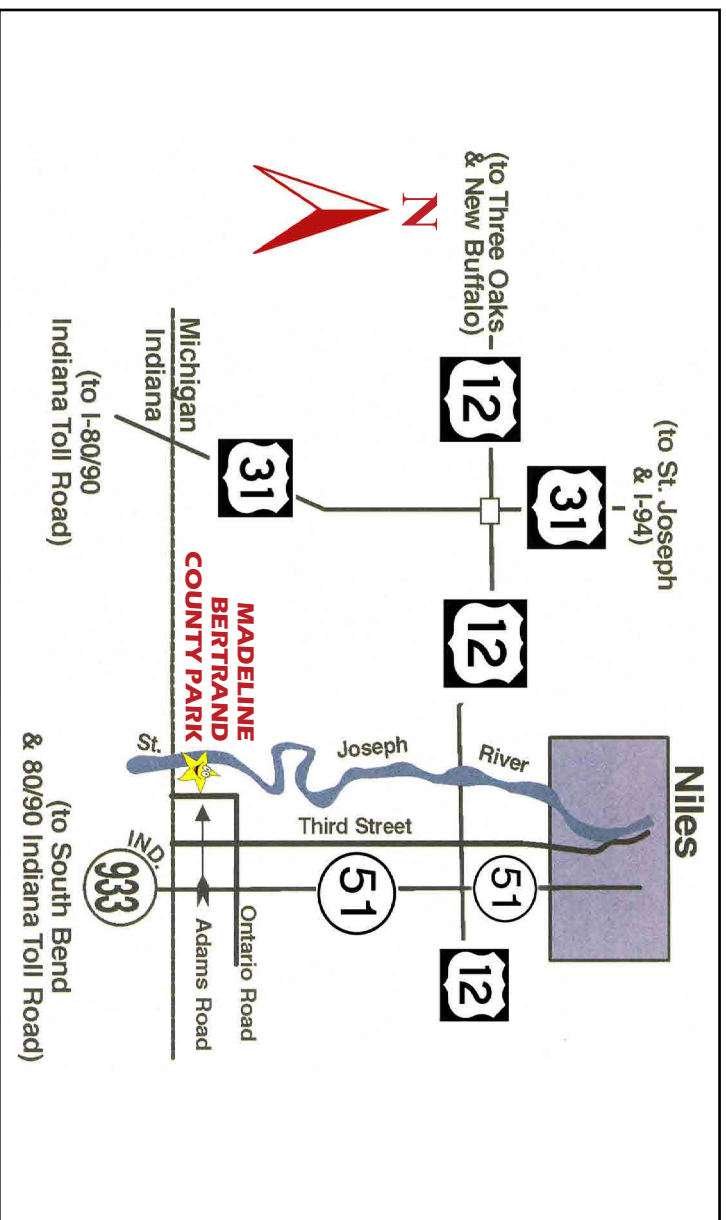 Niles
(to St. Joseph
& I-94)
31
(to Three Oaks
& New Buffalo)
12
12
12
N
51
51
River
Joseph
St.
Third Street
31
MADELINE
BERTRAND
COUNTY PARK
Ontario Road
Adams Road
Michigan
Indiana
IND.
933
(to I-80/90
Indiana Toll Road)
(to South Bend
& 80/90 Indiana Toll Road)